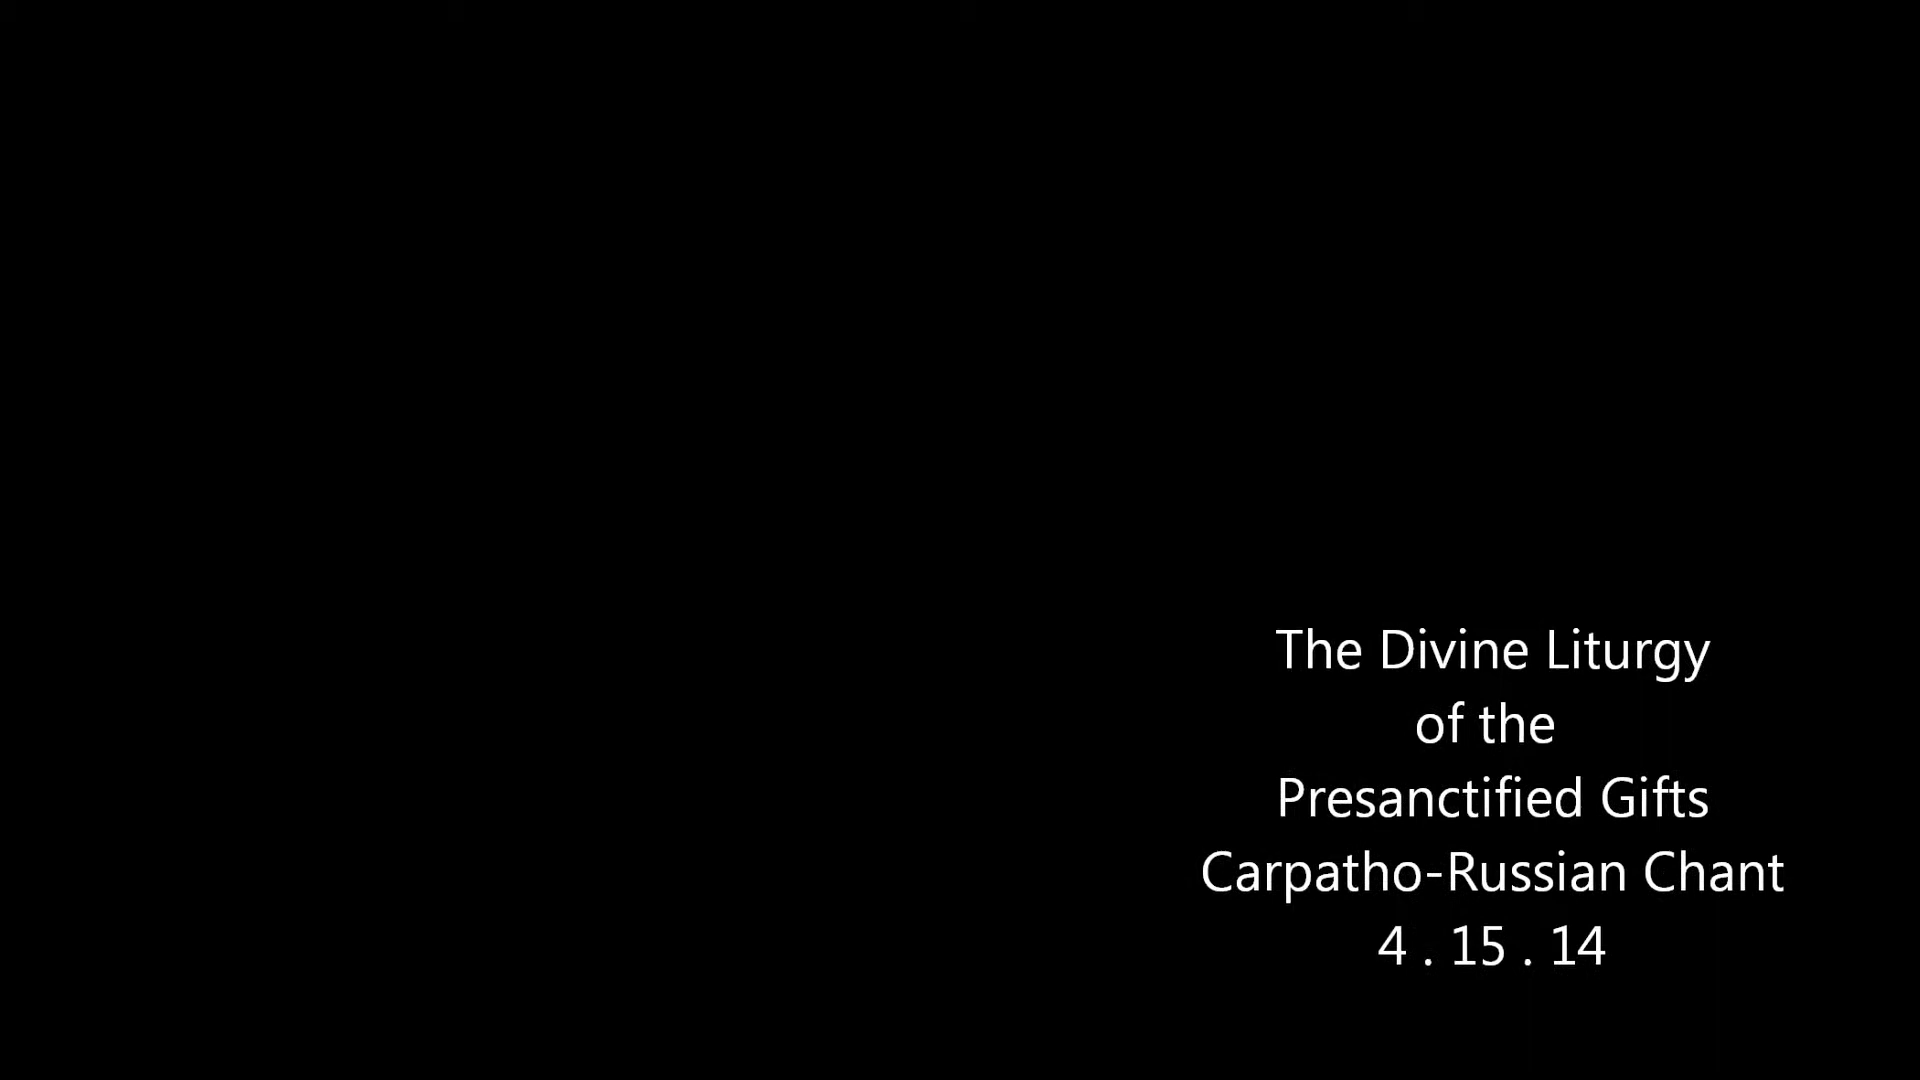 The Divine Liturgy
of the
Presanctified Gifts
Carpatho-Russian Chant
4 . 15 . 14